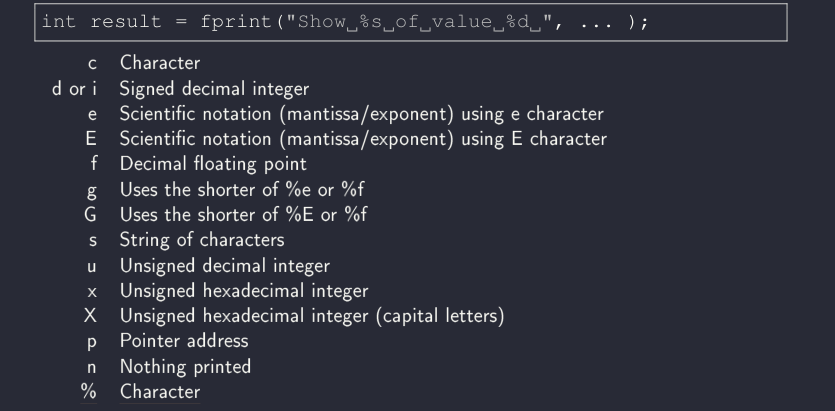 int result = fprint("Show␣%s␣of␣value␣%d␣", ... );
c Character
d or i Signed decimal integer
e Scientific notation (mantissa/exponent) using e character
E Scientific notation (mantissa/exponent) using E character
f Decimal floating point
g Uses the shorter of %e or %f
G Uses the shorter of %E or %f
s String of characters
u Unsigned decimal integer
x Unsigned hexadecimal integer
X Unsigned hexadecimal integer (capital letters)
p Pointer address
n Nothing printed
% Character